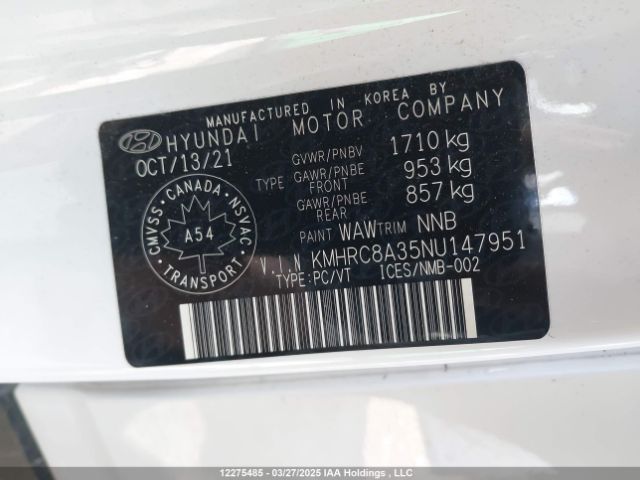 MANUFACTURED IN KOREA BY
HYUNDAI MOTOR COMPANY
OCT/13/21 GVWR/PNBV 1710 kg
TYPE GAWR/PNBE FRONT 953 kg
GAWR/PNBE REAR 857 kg
CMVSS · CANADA · NSVAC
A54
TRANSPORT
PAINT WAW TRIM NNB
V.I.N KMHRC8A35NU147951
TYPE:PC/VT ICES/NMB-002
12275485 - 03/27/2025 IAA Holdings , LLC